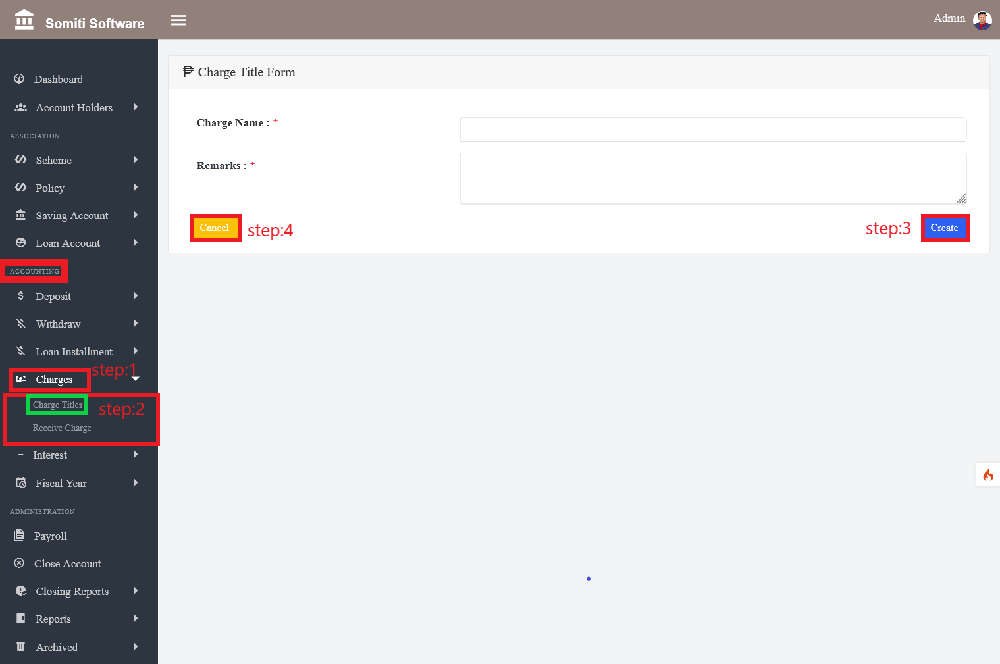 Somiti Software
Admin
Dashboard
Account Holders
ASSOCIATION
Scheme
Policy
Saving Account
Loan Account
ACCOUNTING
Deposit
Withdraw
Loan Installment
step:1
Charges
Charge Titles
step:2
Receive Charge
Interest
Fiscal Year
ADMINISTRATION
Payroll
Close Account
Closing Reports
Reports
Archived
Charge Title Form
Charge Name : *
Remarks : *
Cancel step:4
step:3 Create